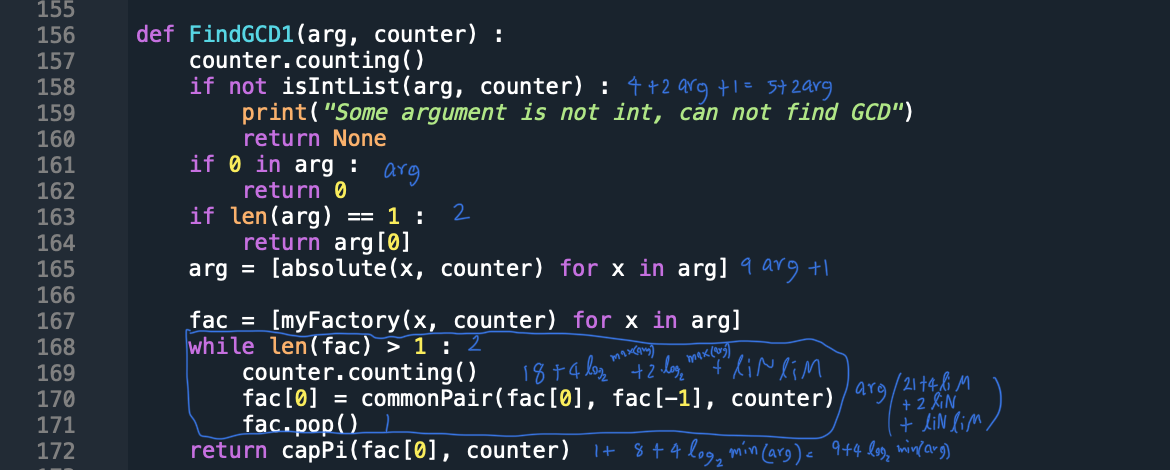 155
156 def FindGCD1(arg, counter) :
157 counter.counting()
158 if not isIntList(arg, counter) : 4 +2 arg +1 = 5+2arg
159 print("Some argument is not int, can not find GCD")
160 return None
161 if 0 in arg : arg
162 return 0
163 if len(arg) == 1 : 2
164 return arg[0]
165 arg = [absolute(x, counter) for x in arg] 9 arg +1
166
167 fac = [myFactory(x, counter) for x in arg]
168 while len(fac) > 1 : 2
169 counter.counting() 18 +4 log₂ max(arg) +2 log₂ max(arg) + liN liM
170 fac[0] = commonPair(fac[0], fac[-1], counter) arg (21+4 liM + 2 liN + liN liM)
171 fac.pop() 1
172 return capPi(fac[0], counter) 1+ 8 +4 log₂ min(arg) = 9+4 log₂ min(arg)